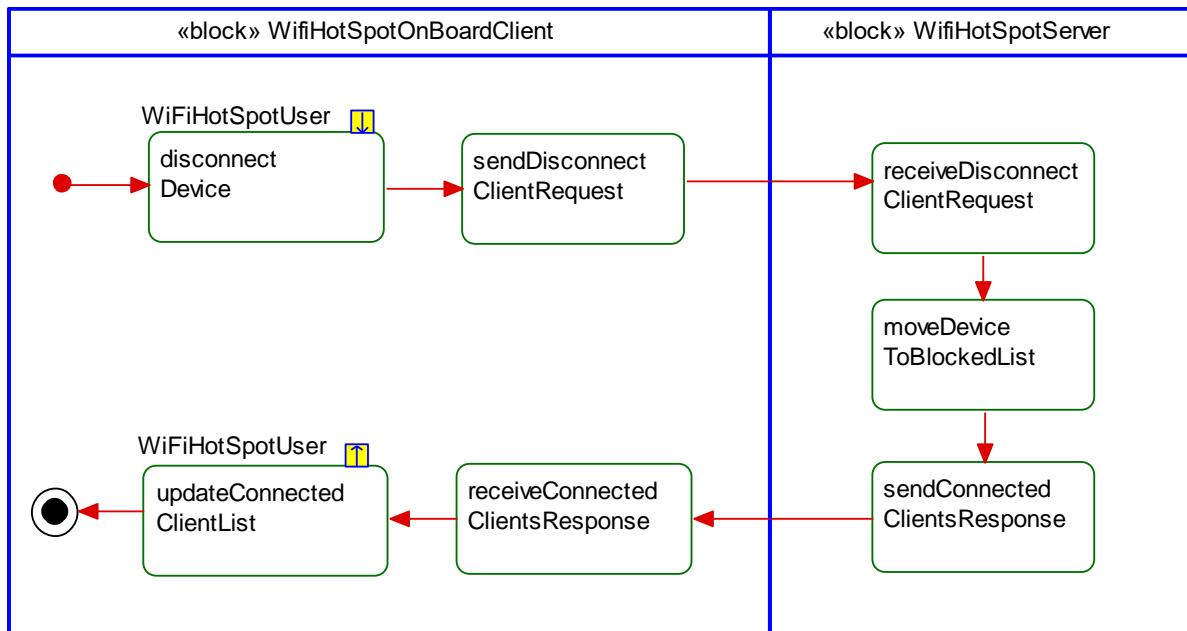 «block» WifiHotSpotOnBoardClient
«block» WifiHotSpotServer
WiFiHotSpotUser
disconnect
Device
sendDisconnect
ClientRequest
receiveDisconnect
ClientRequest
moveDevice
ToBlockedList
WiFiHotSpotUser
updateConnected
ClientList
receiveConnected
ClientsResponse
sendConnected
ClientsResponse